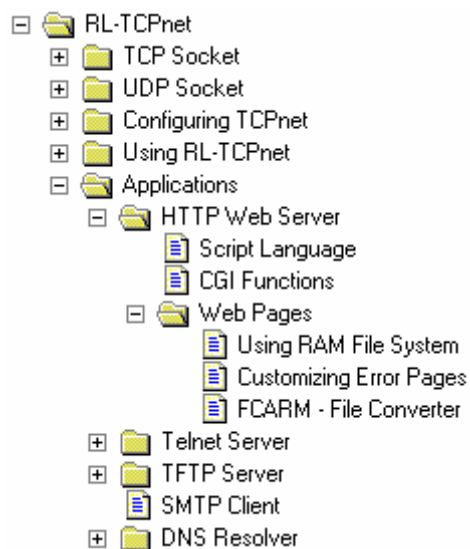 RL-TCPnet
TCP Socket
UDP Socket
Configuring TCPnet
Using RL-TCPnet
Applications
HTTP Web Server
Script Language
CGI Functions
Web Pages
Using RAM File System
Customizing Error Pages
FCARM - File Converter
Telnet Server
TFTP Server
SMTP Client
DNS Resolver